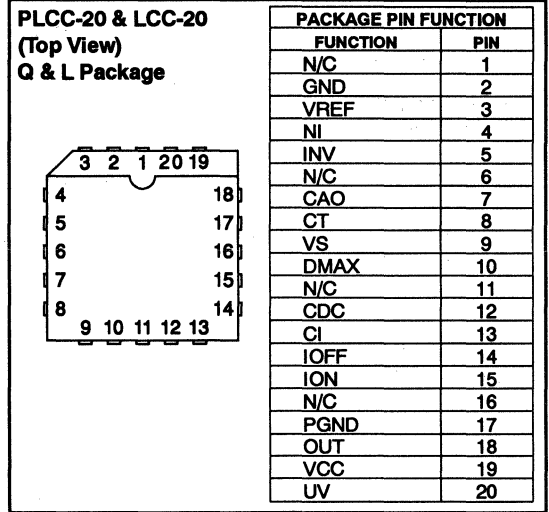 PLCC-20 & LCC-20
(Top View)
Q & L Package
3 2 1 20 19
4 18
5 17
6 16
7 15
8 14
9 10 11 12 13
PACKAGE PIN FUNCTION
FUNCTION PIN
N/C 1
GND 2
VREF 3
NI 4
INV 5
N/C 6
CAO 7
CT 8
VS 9
DMAX 10
N/C 11
CDC 12
CI 13
IOFF 14
ION 15
N/C 16
PGND 17
OUT 18
VCC 19
UV 20